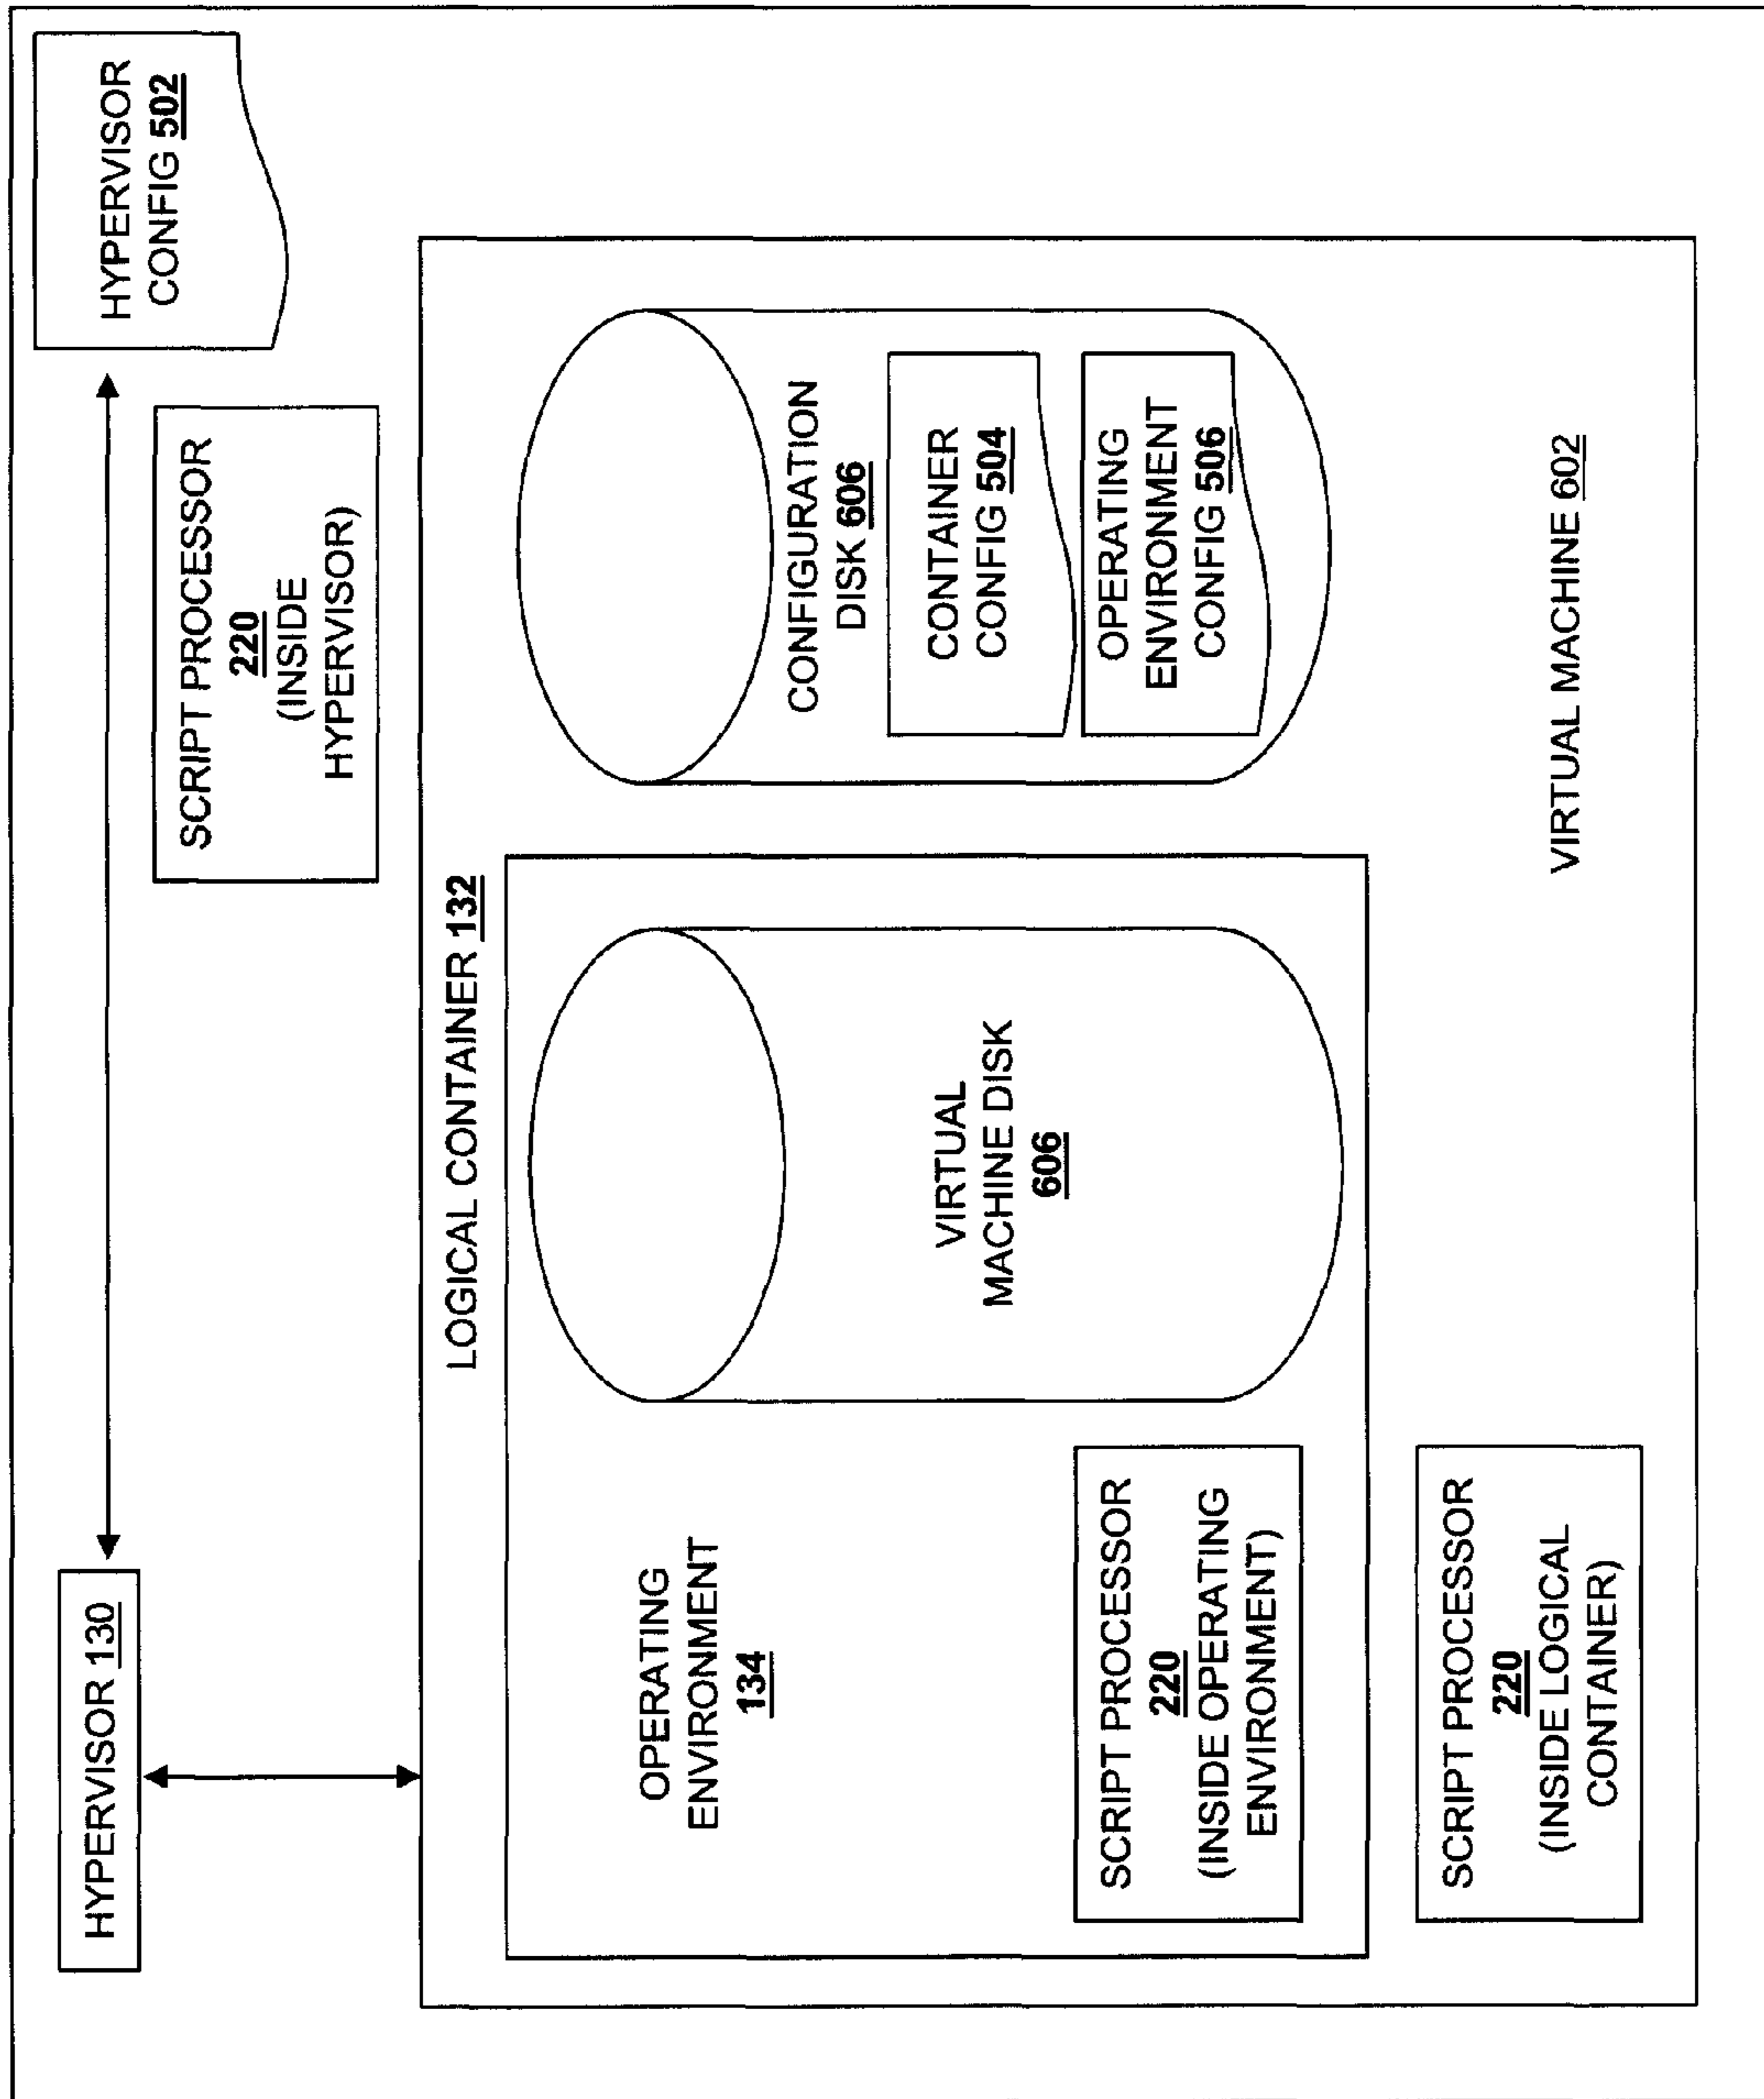 HYPERVISOR 130
HYPERVISOR
CONFIG 502
SCRIPT PROCESSOR
220
(INSIDE
HYPERVISOR)
LOGICAL CONTAINER 132
OPERATING
ENVIRONMENT
134
VIRTUAL
MACHINE DISK
606
SCRIPT PROCESSOR
220
(INSIDE OPERATING
ENVIRONMENT)
CONFIGURATION
DISK 606
CONTAINER
CONFIG 504
OPERATING
ENVIRONMENT
CONFIG 506
SCRIPT PROCESSOR
220
(INSIDE LOGICAL
CONTAINER)
VIRTUAL MACHINE 602